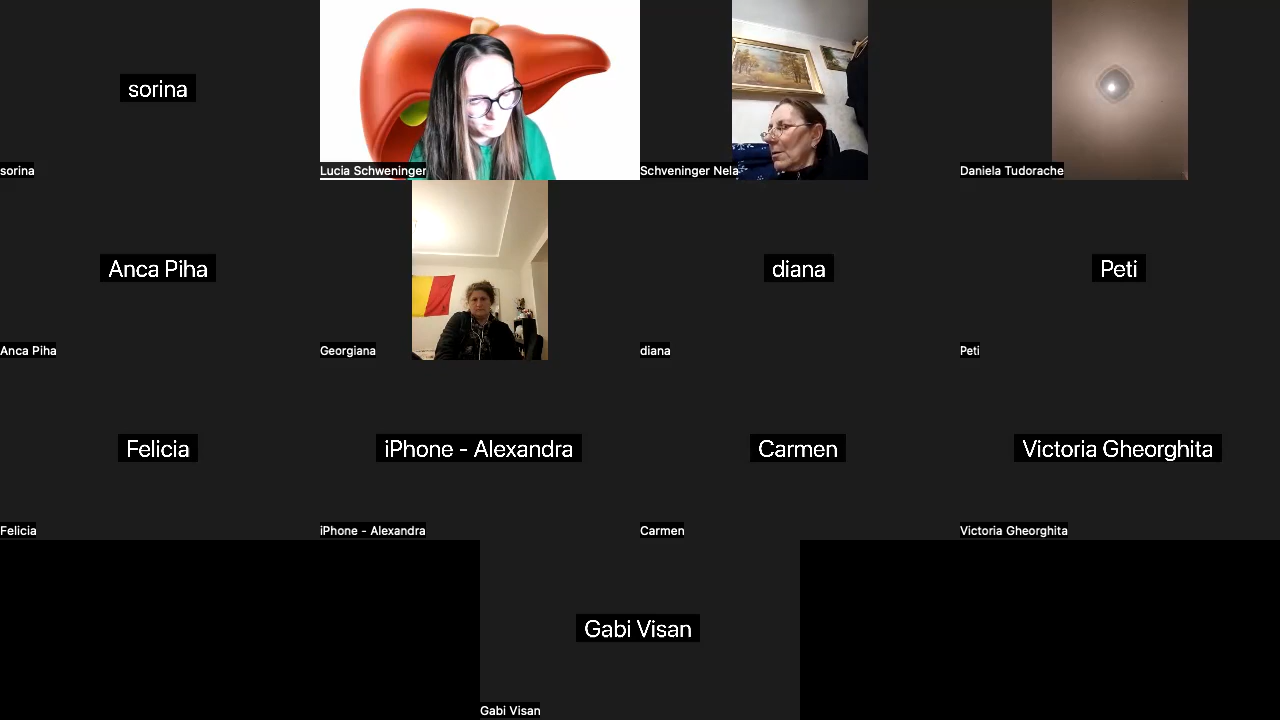 sorina
sorina
Lucia Schweninger
Schveninger Nela
Daniela Tudorache
Anca Piha
diana
Peti
Anca Piha
Georgiana
diana
Peti
Felicia
iPhone - Alexandra
Carmen
Victoria Gheorghita
Felicia
iPhone - Alexandra
Carmen
Victoria Gheorghita
Gabi Visan
Gabi Visan